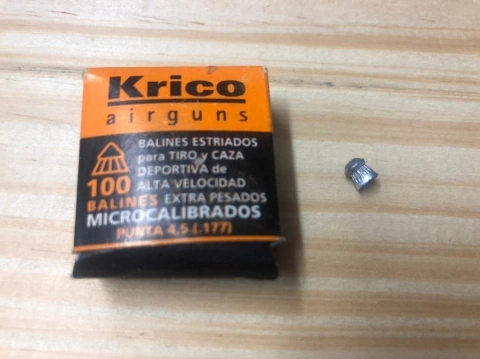 Krico
airguns
BALINES ESTRIADOS
para TIRO y CAZA
DEPORTIVA de
ALTA VELOCIDAD
100
BALINES EXTRA PESADOS
MICROCALIBRADOS
PUNTA 4,5 (.177)